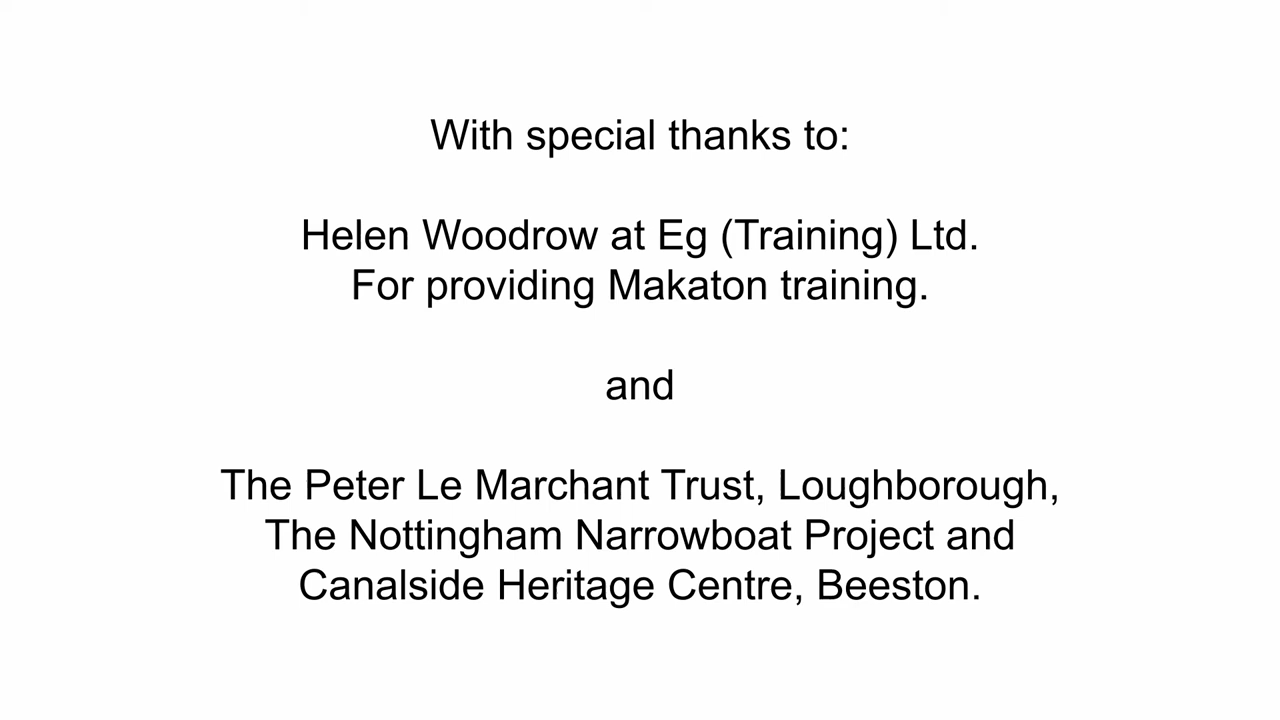 With special thanks to:
Helen Woodrow at Eg (Training) Ltd.
For providing Makaton training.
and
The Peter Le Marchant Trust, Loughborough,
The Nottingham Narrowboat Project and
Canalside Heritage Centre, Beeston.